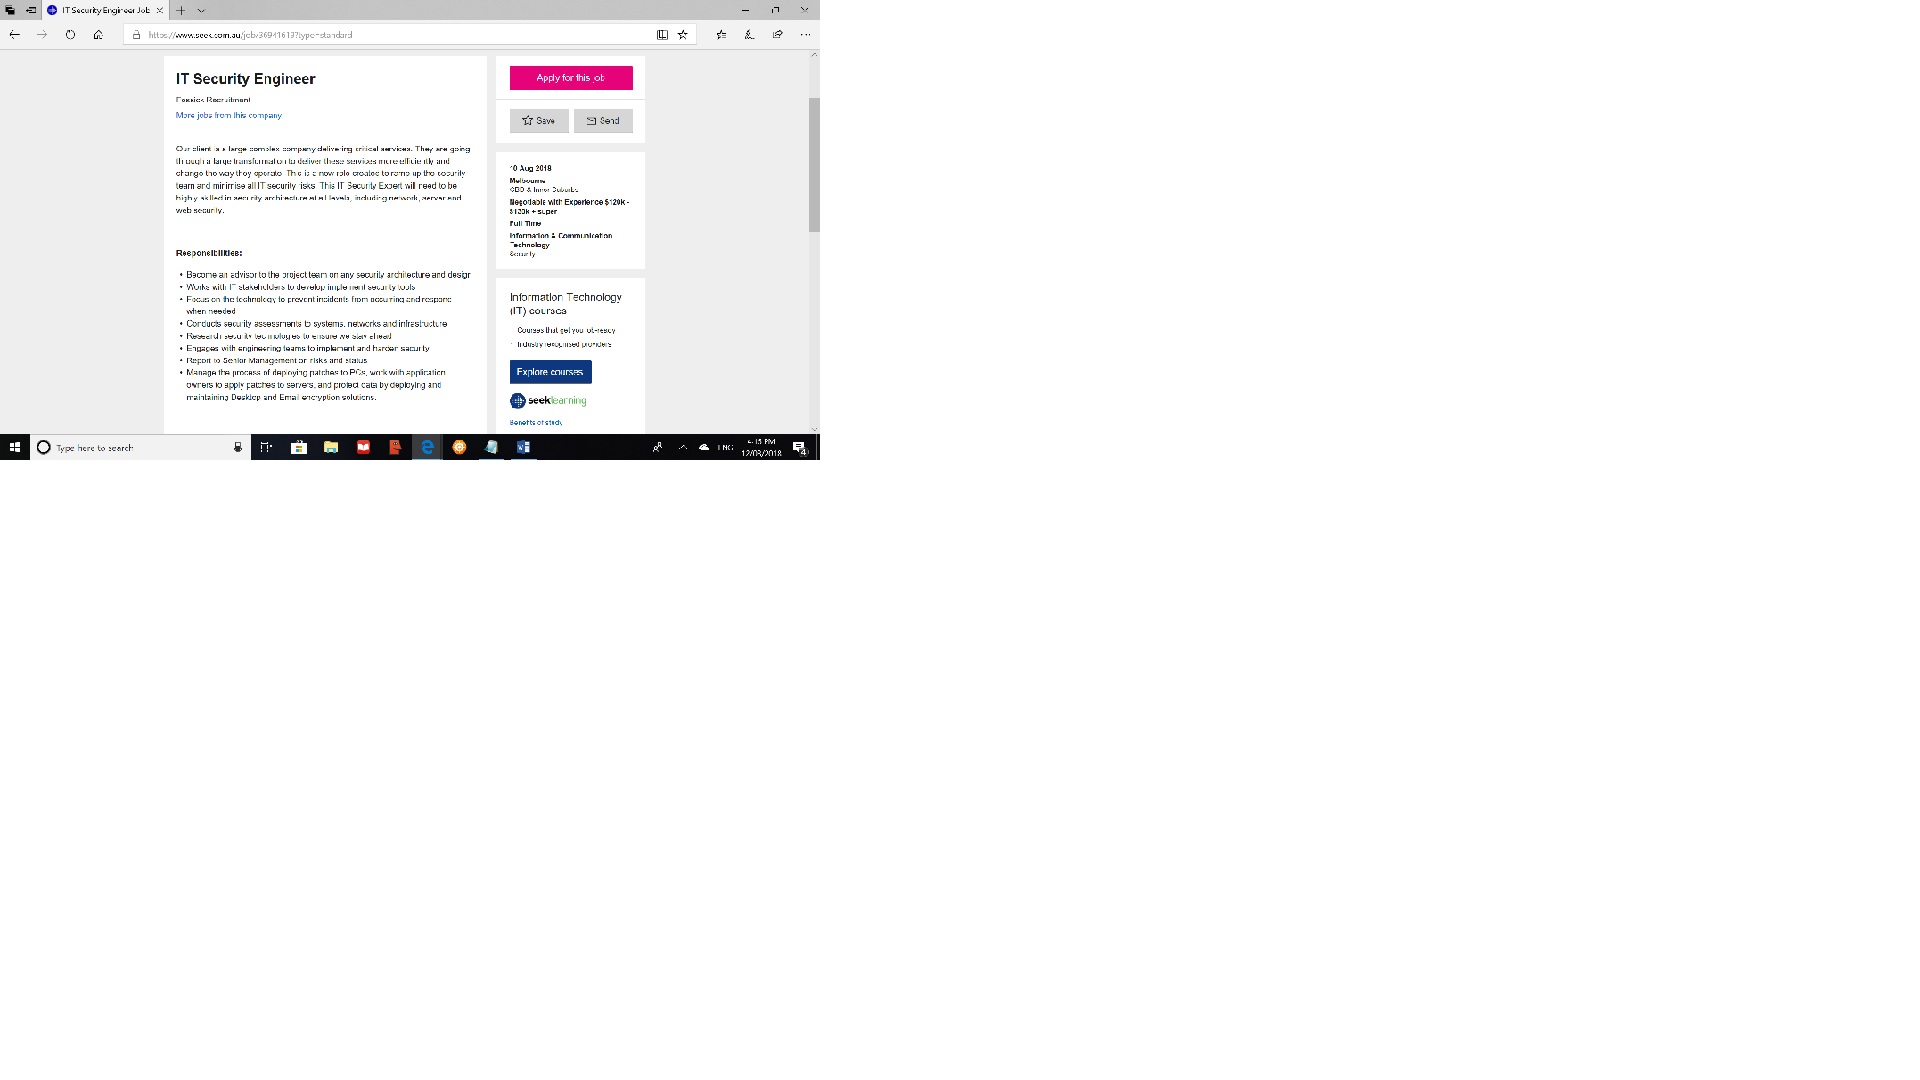 IT Security Engineer Job
https://www.seek.com.au/job/36941619?type=standard
IT Security Engineer
Recruitment
More jobs from this company
Our client is a large complex company delivering critical services. They are going
through a large transformation to deliver these services more efficiently and
change the way they operate. This is a new role created to ramp up the security
team and minimise all IT security risks. This IT Security Expert will need to be
highly skilled in security architecture at all levels, including network, server and
web security.
Responsibilities:
• Become an advisor to the project team on any security architecture and design
• Works with IT stakeholders to develop implement security tools
• Focus on the technology to prevent incidents from occurring and respond
when needed
• Conducts security assessments to systems, networks and infrastructure
• Research security technologies to ensure we stay ahead
• Engages with engineering teams to implement and harden security
• Report to Senior Management on risks and status
• Manage the process of deploying patches to PCs, work with application
owners to apply patches to servers, and protect data by deploying and
maintaining Desktop and Email encryption solutions.
Apply for this job
Save
Send
10 Aug 2018
Melbourne
CBD & Inner Suburbs
Negotiable with Experience $120k -
+ super
Full Time
Information & Communication
Technology
Security
Information Technology
(IT) courses
Courses that get you job-ready
Industry recognised providers
Explore courses
seeklearning
Benefits of study
Type here to search
ENG
4:15 PM
12/08/2018
4